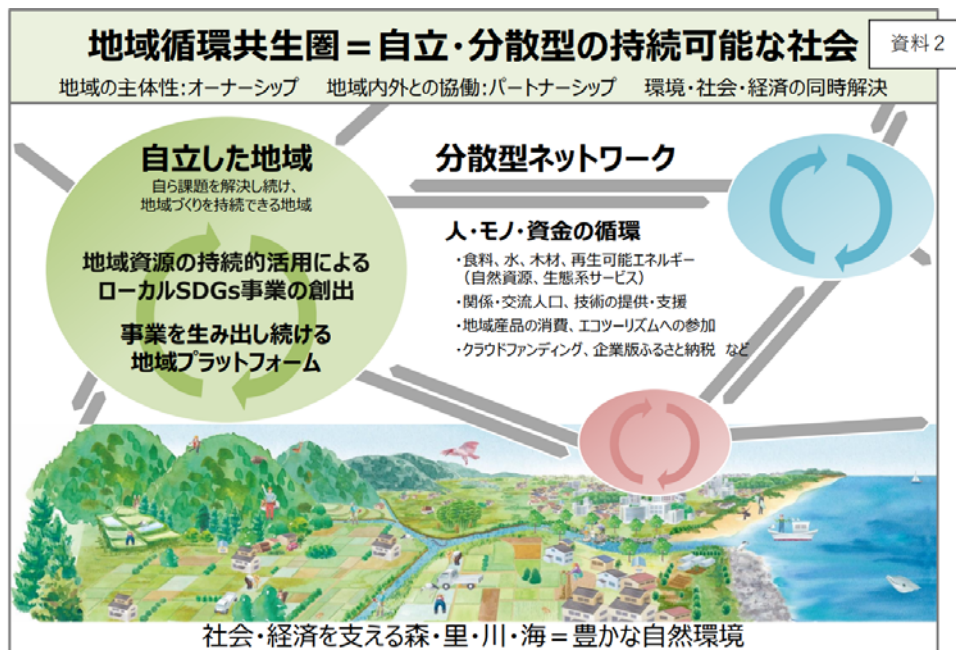 地域循環共生圏＝自立・分散型の持続可能な社会
資料２
地域の主体性:オーナーシップ　地域内外との協働:パートナーシップ　環境・社会・経済の同時解決
自立した地域
自ら課題を解決し続け、
地域づくりを持続できる地域
地域資源の持続的活用による
ローカルSDGs事業の創出
事業を生み出し続ける
地域プラットフォーム
分散型ネットワーク
人・モノ・資金の循環
・食料、水、木材、再生可能エネルギー
（自然資源、生態系サービス）
・関係・交流人口、技術の提供・支援
・地域産品の消費、エコツーリズムへの参加
・クラウドファンディング、企業版ふるさと納税　など
社会・経済を支える森・里・川・海＝豊かな自然環境